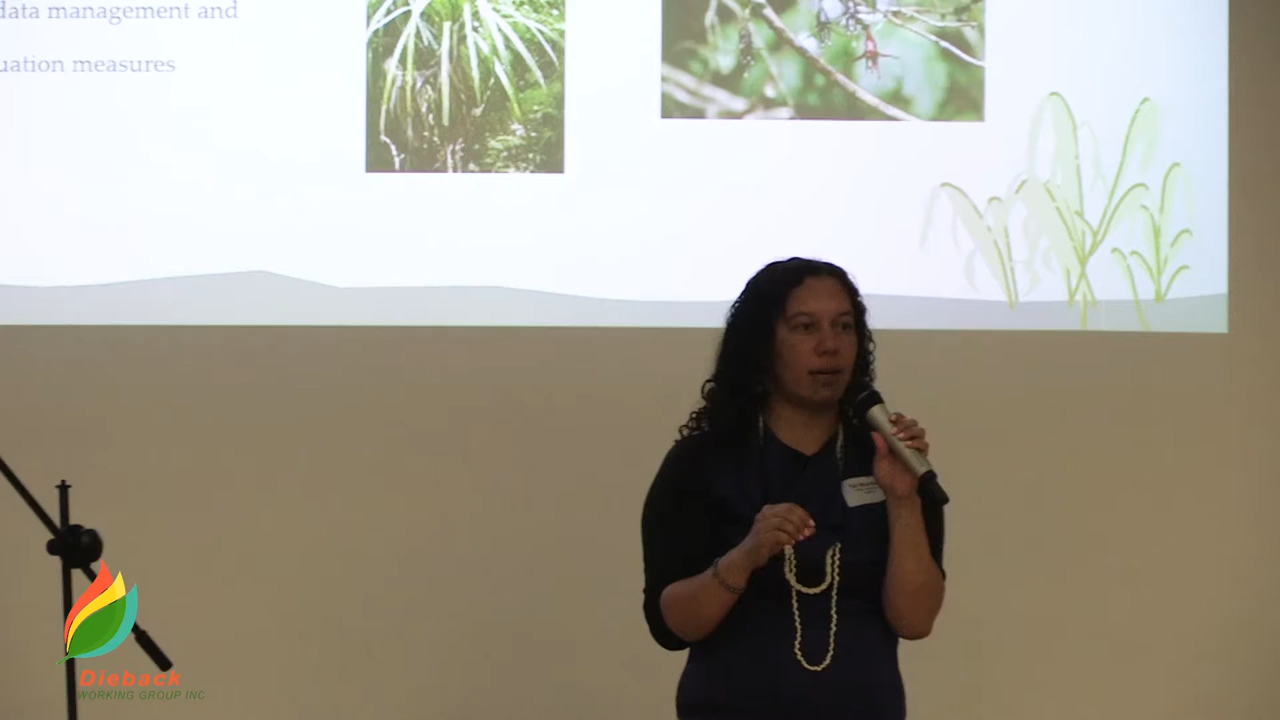 data management and
uation measures
Dieback
WORKING GROUP INC